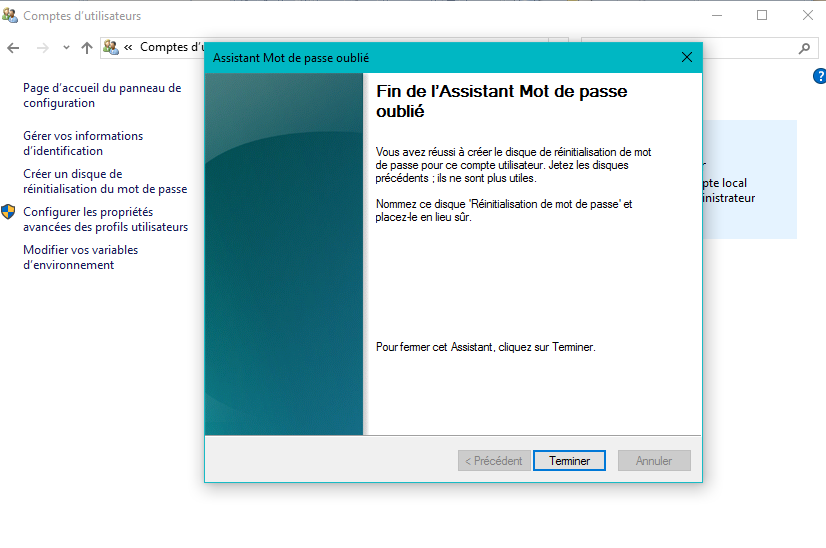 Comptes d'utilisateurs
« Comptes d'u
Assistant Mot de passe oublié
?
Page d'accueil du panneau de
configuration
Gérer vos informations
d'identification
Créer un disque de
réinitialisation du mot de passe
Configurer les propriétés
avancées des profils utilisateurs
Modifier vos variables
d'environnement
Fin de l'Assistant Mot de passe
oublié
Vous avez réussi à créer le disque de réinitialisation de mot
de passe pour ce compte utilisateur. Jetez les disques
précédents ; ils ne sont plus utiles.
Nommez ce disque 'Réinitialisation de mot de passe' et
placez-le en lieu sûr.
Pour fermer cet Assistant, cliquez sur Terminer.
r
pte local
inistrateur
< Précédent
Terminer
Annuler